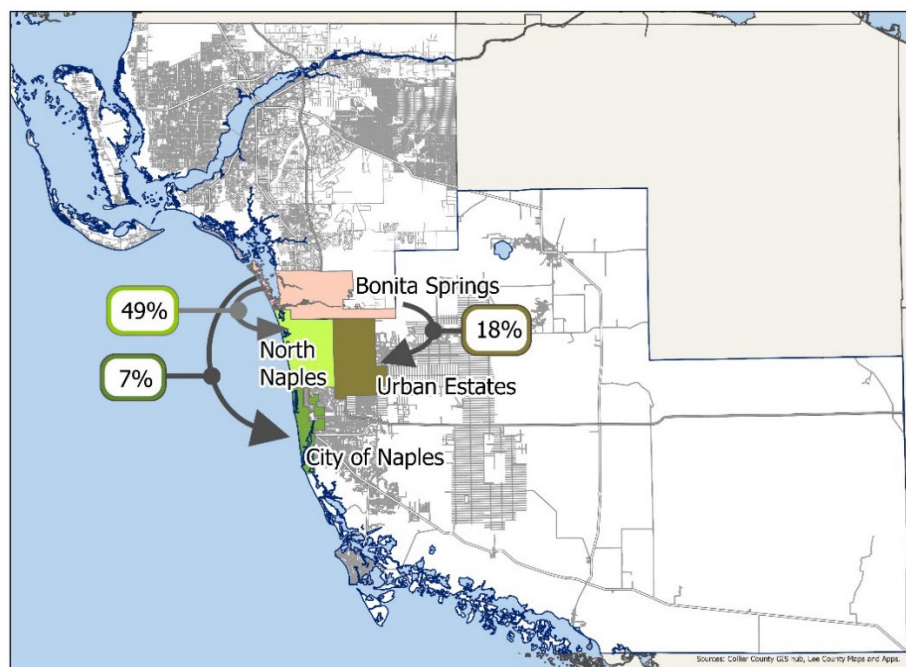 Bonita Springs
49%
18%
North
Naples
7%
Urban Estates
City of Naples
Sources: Collier County GIS hub, Lee County Maps and Apps.